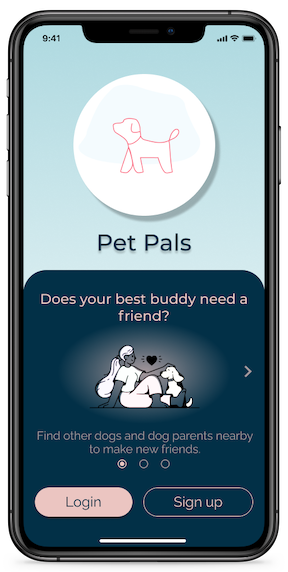 9:41
Pet Pals
Does your best buddy need a
friend?
Find other dogs and dog parents nearby
to make new friends.
Login
Sign up